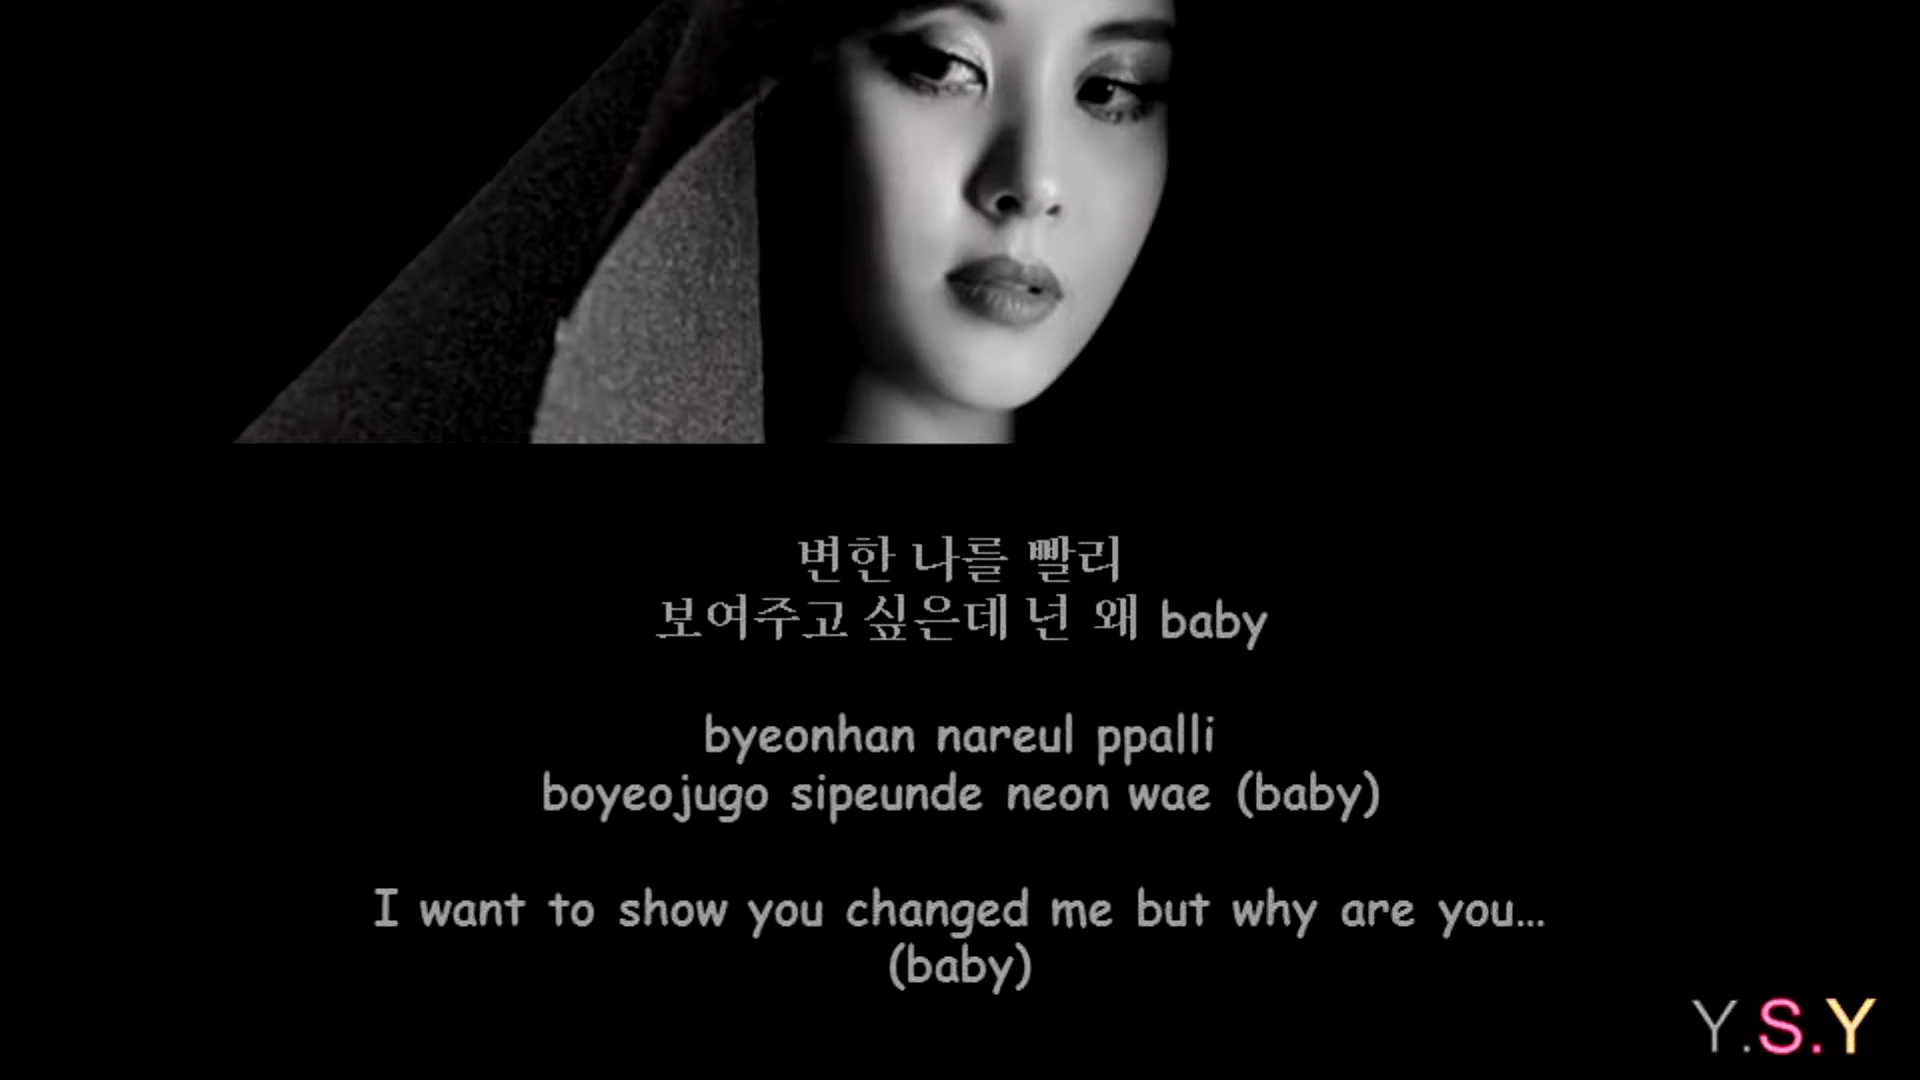 변한 나를 빨리
보여주고 싶은데 넌 왜 baby
byeonhan nareul ppalli
boyeojugo sipeunde neon wae (baby)
I want to show you changed me but why are you...
(baby)
Y.S.Y